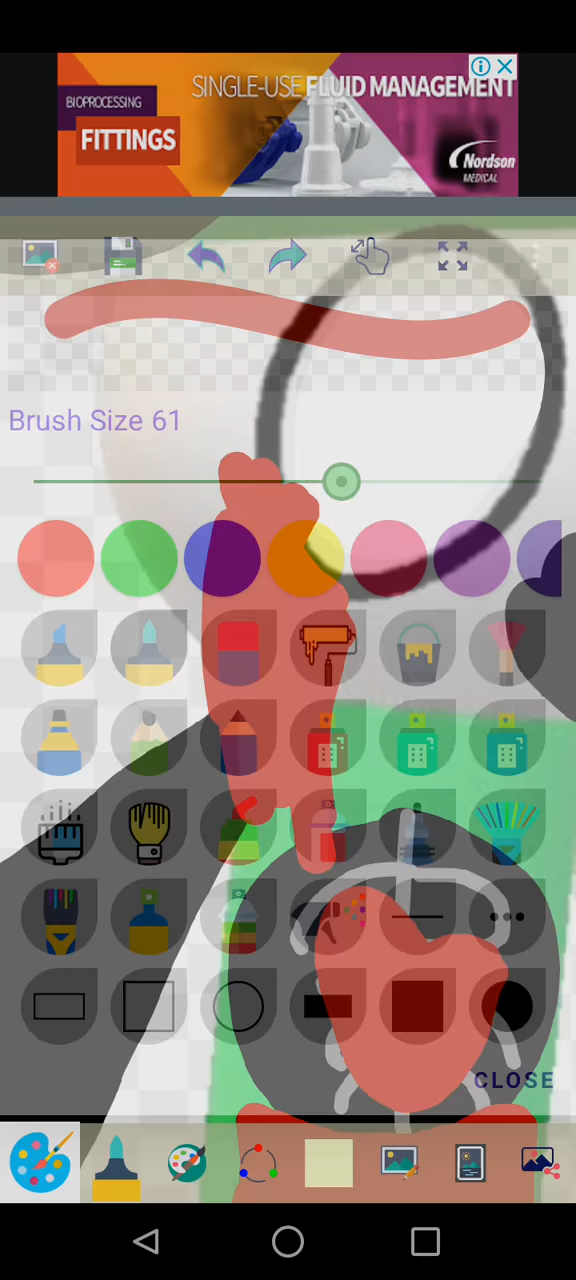 SINGLE-USE FLUID MANAGEMENT
BIOPROCESSING
FITTINGS
Nordson
MEDICAL
Brush Size 61
CLOSE